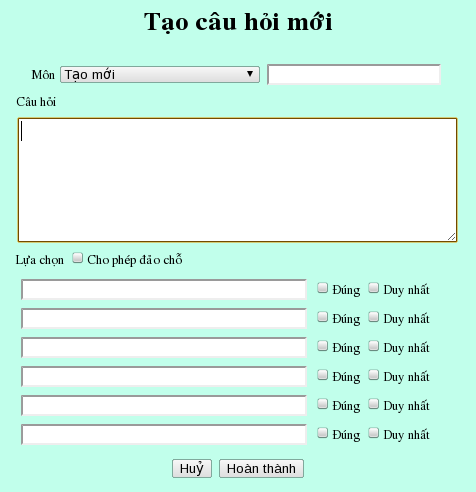 Tạo câu hỏi mới
Môn Tạo mới
Câu hỏi
Lựa chọn Cho phép đảo chỗ
Đúng Duy nhất
Đúng Duy nhất
Đúng Duy nhất
Đúng Duy nhất
Đúng Duy nhất
Đúng Duy nhất
Huỷ Hoàn thành